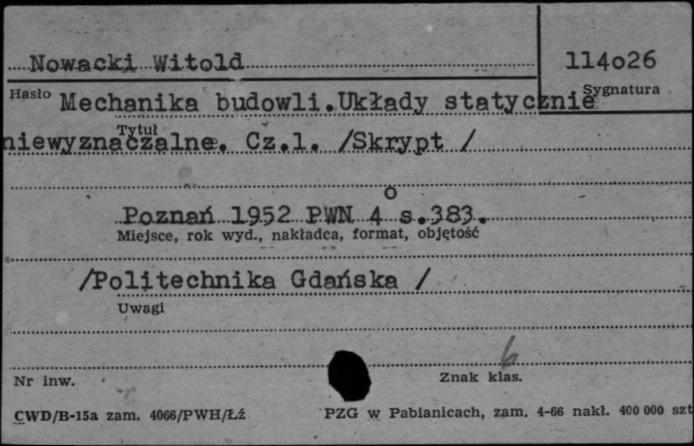 Nowacki Witold 114o26
Hasło Sygnatura
Mechanika budowli.Układy statycznie
Tytuł
niewyznaczalne. Cz.1. /Skrypt /
Poznań 1952 PWN 4o s.383.
Miejsce, rok wyd., nakładca, format, objętość
/Politechnika Gdańska /
Uwagi
6
Nr inw. Znak klas.
CWD/B-15a zam. 4066/PWH/Łź PZG w Pabianicach, zam. 4-66 nakł. 400 000 szt